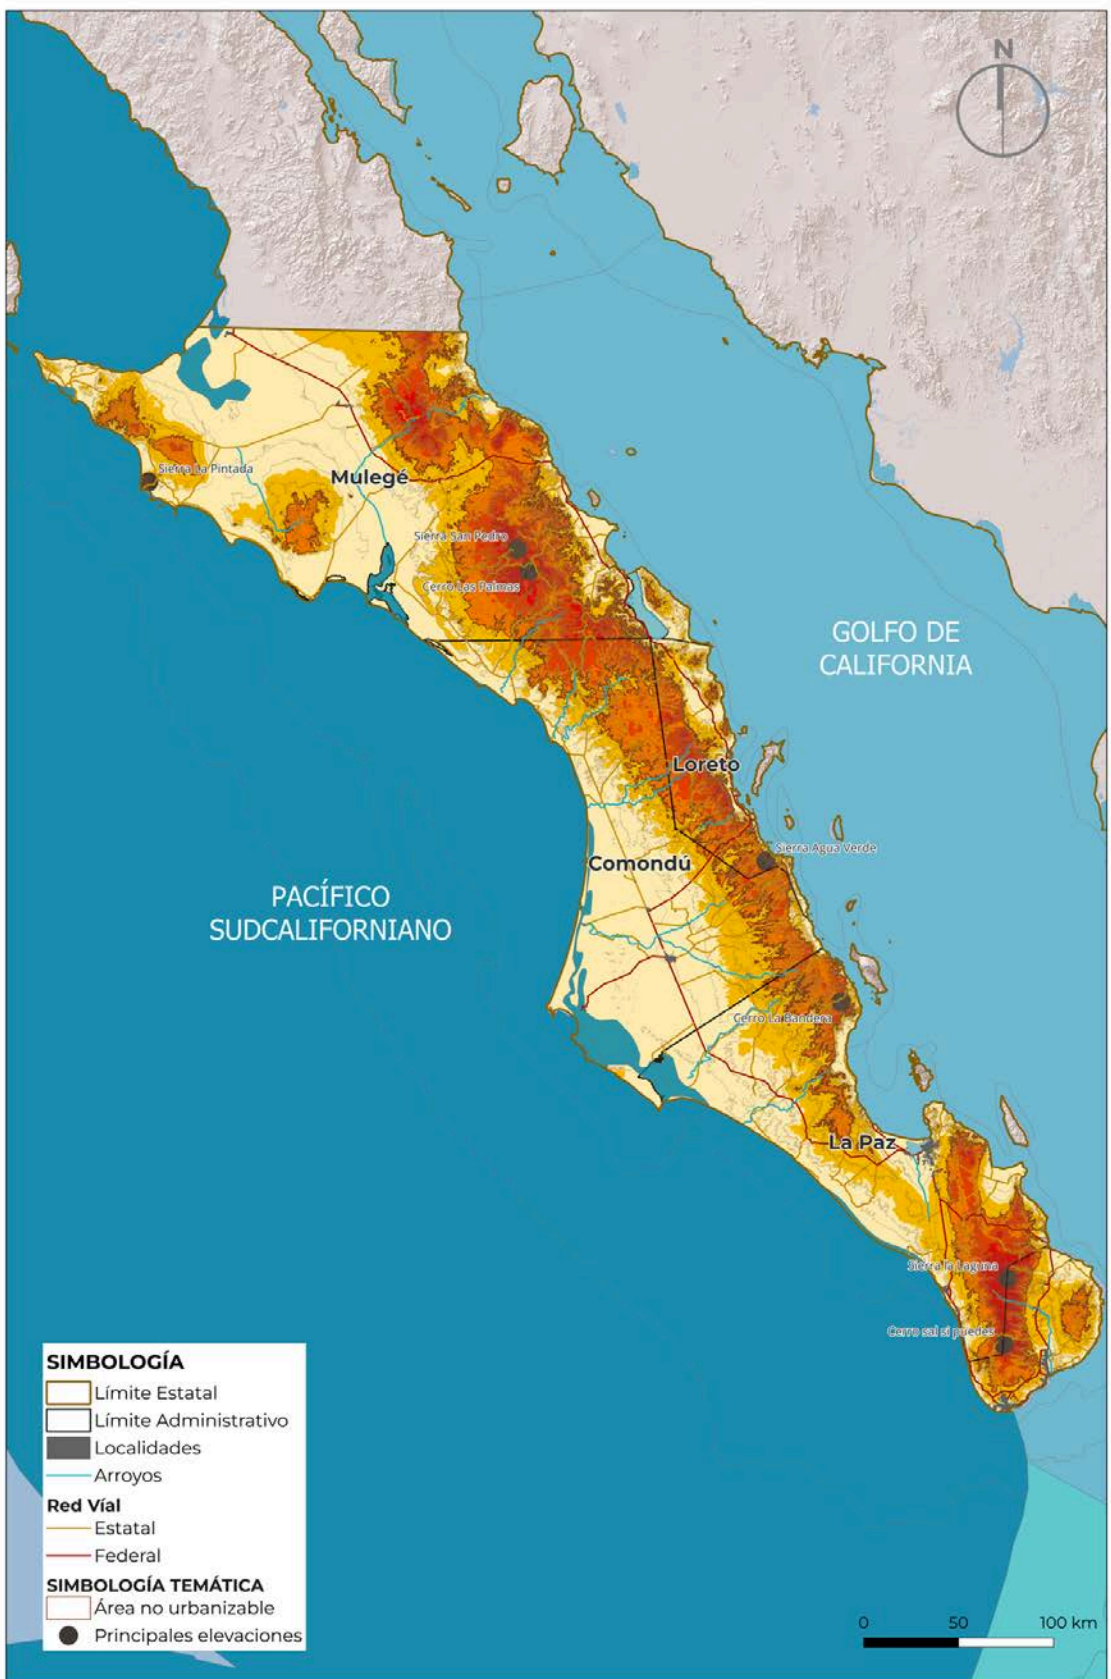 N
Sierra La Pintada
Mulegé
Sierra San Pedro
Cerro Las Palmas
GOLFO DE
CALIFORNIA
Loreto
Sierra Agua Verde
Comondú
PACÍFICO
SUDCALIFORNIANO
Cerro La Bandera
La Paz
Sierra la Laguna
Cerro sal si puedes
SIMBOLOGÍA
Límite Estatal
Límite Administrativo
Localidades
Arroyos
Red Víal
Estatal
Federal
SIMBOLOGÍA TEMÁTICA
Área no urbanizable
Principales elevaciones
0 50 100 km